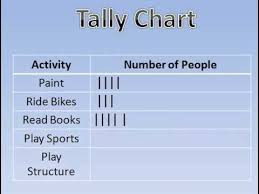 Tally Chart
Activity Number of People
Paint ||||
Ride Bikes |||
Read Books |||||
Play Sports
Play
Structure